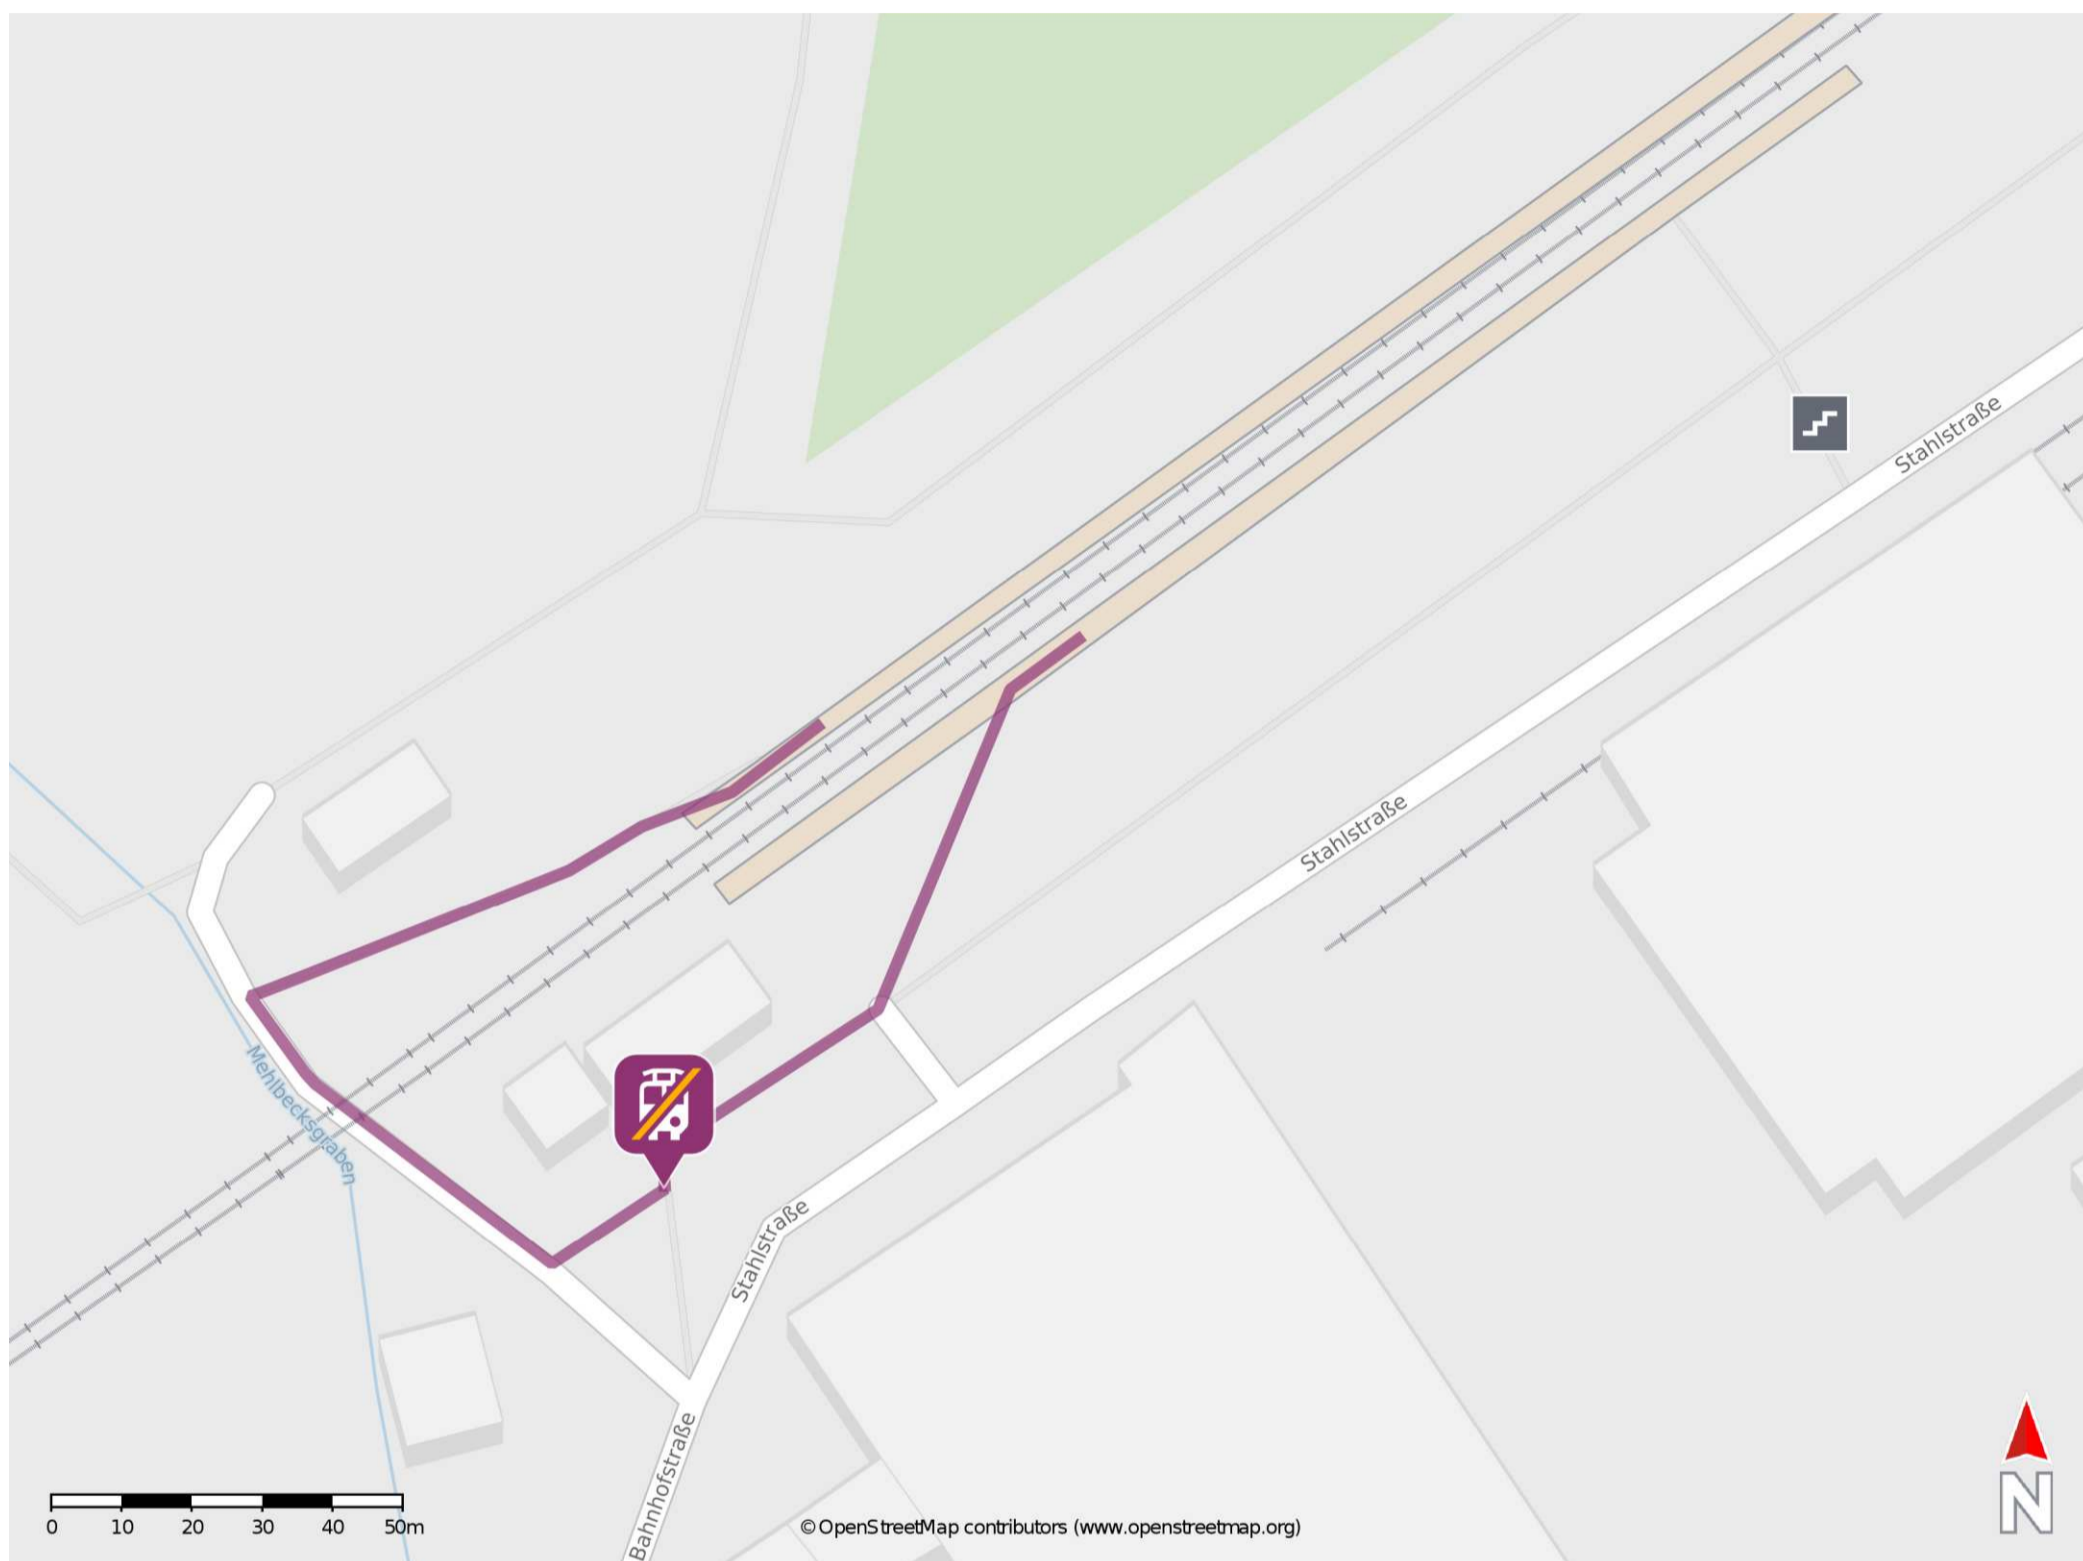 Stahlstraße
Stahlstraße
Mehlbecksgraben
Stahlstraße
Bahnhofstraße
0 10 20 30 40 50m
© OpenStreetMap contributors (www.openstreetmap.org)
N